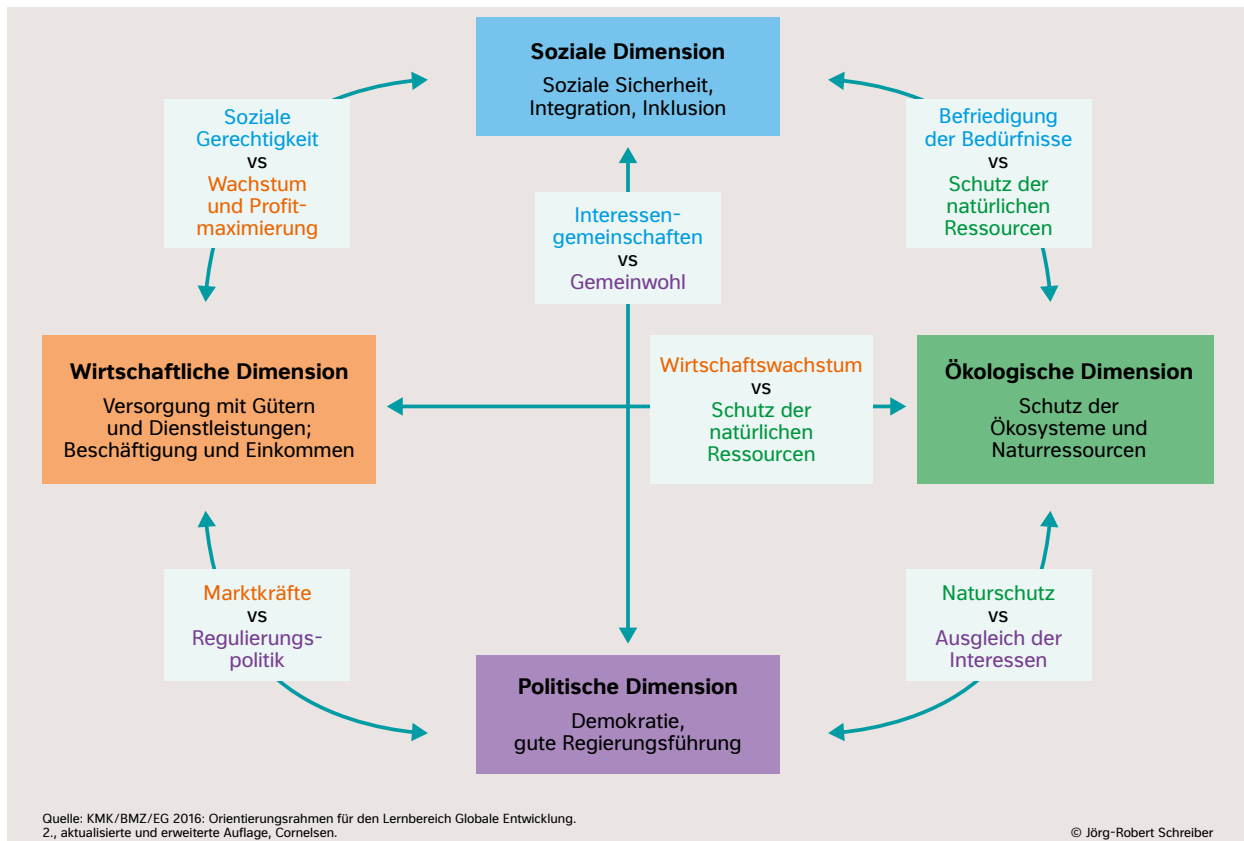 Soziale Dimension
Soziale Sicherheit,
Integration, Inklusion
Soziale
Gerechtigkeit
vs
Wachstum
und Profit-
maximierung
Befriedigung
der Bedürfnisse
vs
Schutz der
natürlichen
Ressourcen
Interessen-
gemeinschaften
vs
Gemeinwohl
Wirtschaftliche Dimension
Versorgung mit Gütern
und Dienstleistungen;
Beschäftigung und Einkommen
Wirtschaftswachstum
vs
Schutz der
natürlichen
Ressourcen
Ökologische Dimension
Schutz der
Ökosysteme und
Naturressourcen
Marktkräfte
vs
Regulierungs-
politik
Naturschutz
vs
Ausgleich der
Interessen
Politische Dimension
Demokratie,
gute Regierungsführung
Quelle: KMK/BMZ/EG 2016: Orientierungsrahmen für den Lernbereich Globale Entwicklung.
2., aktualisierte und erweiterte Auflage, Cornelsen.
© Jörg-Robert Schreiber